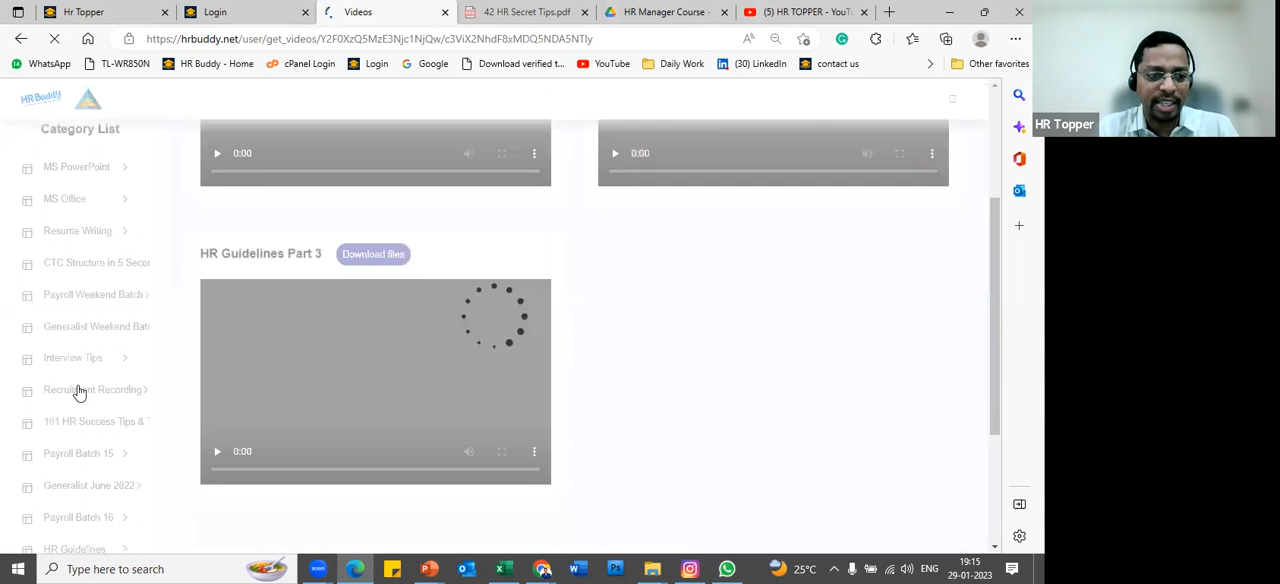 Hr Topper
Login
Videos
42 HR Secret Tips.pdf
HR Manager Course -
(5) HR TOPPER - YouTu
https://hrbuddy.net/user/get_videos/Y2F0XzQ5MzE3Njc1NjQw/c3ViX2NhdF8xMDQ5NDA5NTIy
WhatsApp
TL-WR850N
HR Buddy - Home
cPanel Login
Login
Google
Download verified t...
YouTube
Daily Work
(30) LinkedIn
contact us
Other favorites
HR Buddy
HR Topper
Category List
MS PowerPoint
MS Office
Resume Writing
CTC Structure in 5 Secon
Payroll Weekend Batch
Generalist Weekend Batc
Interview Tips
Recruitment Recording
101 HR Success Tips & T
Payroll Batch 15
Generalist June 2022
Payroll Batch 16
HR Guidelines
0:00
0:00
HR Guidelines Part 3
Download files
0:00
Type here to search
25°C
ENG
19:15
29-01-2023